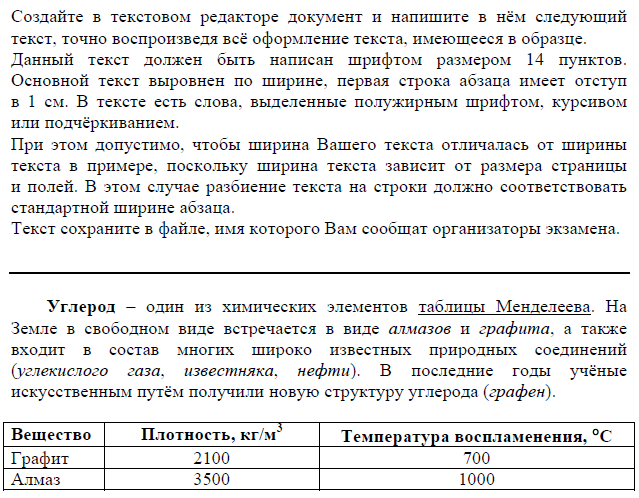 Создайте в текстовом редакторе документ и напишите в нём следующий
текст, точно воспроизведя всё оформление текста, имеющееся в образце.
Данный текст должен быть написан шрифтом размером 14 пунктов.
Основной текст выровнен по ширине, первая строка абзаца имеет отступ
в 1 см. В тексте есть слова, выделенные полужирным шрифтом, курсивом
или подчёркиванием.
При этом допустимо, чтобы ширина Вашего текста отличалась от ширины
текста в примере, поскольку ширина текста зависит от размера страницы
и полей. В этом случае разбиение текста на строки должно соответствовать
стандартной ширине абзаца.
Текст сохраните в файле, имя которого Вам сообщат организаторы экзамена.
Углерод – один из химических элементов таблицы Менделеева. На
Земле в свободном виде встречается в виде алмазов и графита, а также
входит в состав многих широко известных природных соединений
(углекислого газа, известняка, нефти). В последние годы учёные
искусственным путём получили новую структуру углерода (графен).
Вещество Плотность, кг/м³ Температура воспламенения, °С
Графит 2100 700
Алмаз 3500 1000